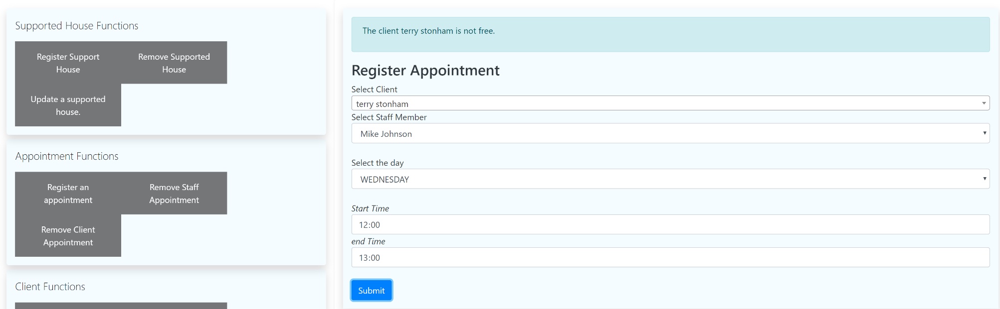 Supported House Functions
Register Support
House
Remove Supported
House
Update a supported
house.
Appointment Functions
Register an
appointment
Remove Staff
Appointment
Remove Client
Appointment
Client Functions
The client terry stonham is not free.
Register Appointment
Select Client
terry stonham
Select Staff Member
Mike Johnson
Select the day
WEDNESDAY
Start Time
12:00
end Time
13:00
Submit